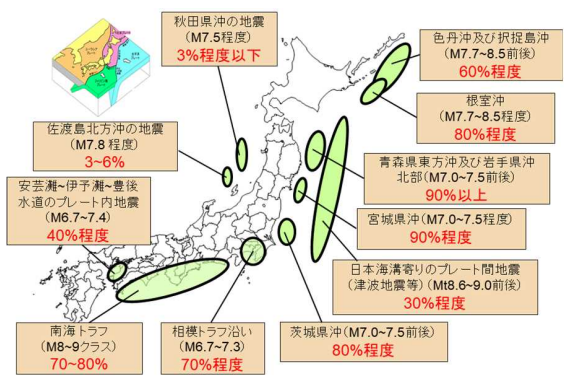 秋田県沖の地震
(M7.5程度)
3%程度以下
色丹沖及び択捉島沖
(M7.7~8.5前後)
60%程度
根室沖
(M7.7~8.5程度)
80%程度
佐渡島北方沖の地震
(M7.8 程度)
3~6%
青森県東方沖及び岩手県沖
北部(M7.0~7.5前後)
90%以上
安芸灘~伊予灘~豊後
水道のプレート内地震
(M6.7~7.4)
40%程度
宮城県沖(M7.0~7.5程度)
90%程度
日本海溝寄りのプレート間地震
(津波地震等) (Mt8.6~9.0前後)
30%程度
南海トラフ
(M8~9クラス)
70~80%
相模トラフ沿い
(M6.7~7.3)
70%程度
茨城県沖(M7.0~7.5前後)
80%程度